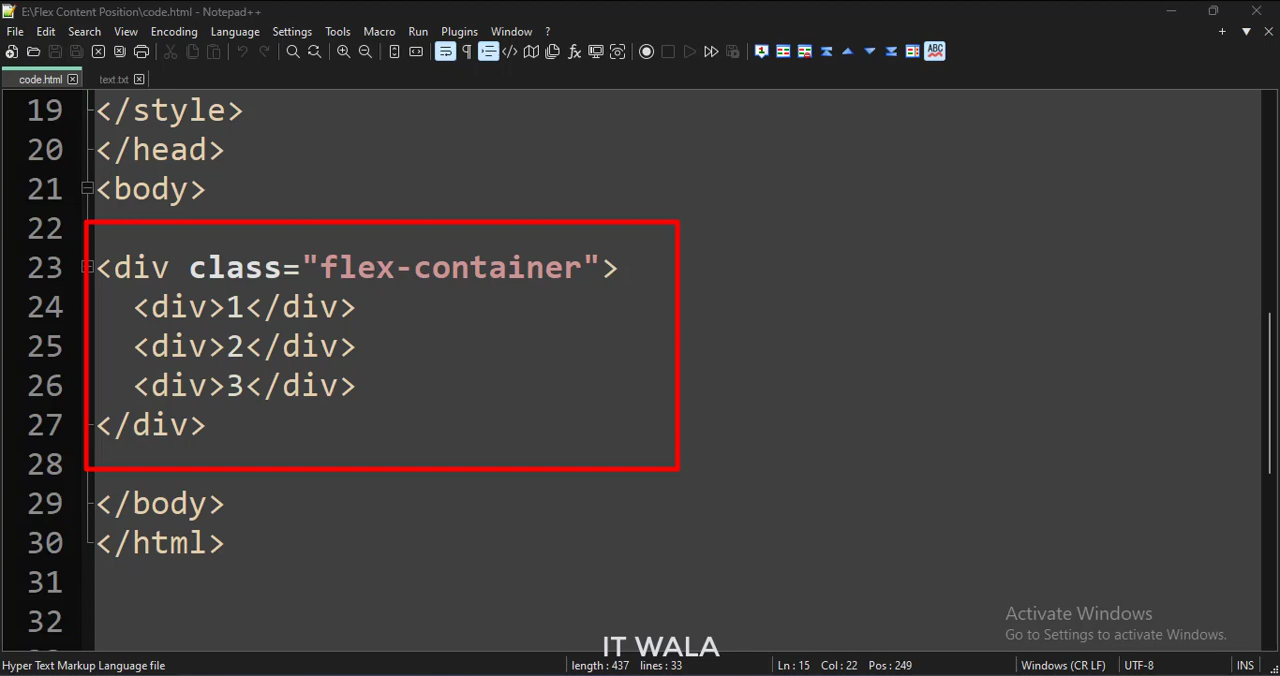 E:\Flex Content Position\code.html - Notepad++
File Edit Search View Encoding Language Settings Tools Macro Run Plugins Window ?
code.html text.txt
19 </style>
20 </head>
21 <body>
22
23 <div class="flex-container">
24 <div>1</div>
25 <div>2</div>
26 <div>3</div>
27 </div>
28
29 </body>
30 </html>
31
32
Activate Windows
Go to Settings to activate Windows.
IT WALA
Hyper Text Markup Language file length : 437 lines : 33 Ln : 15 Col : 22 Pos : 249 Windows (CR LF) UTF-8 INS